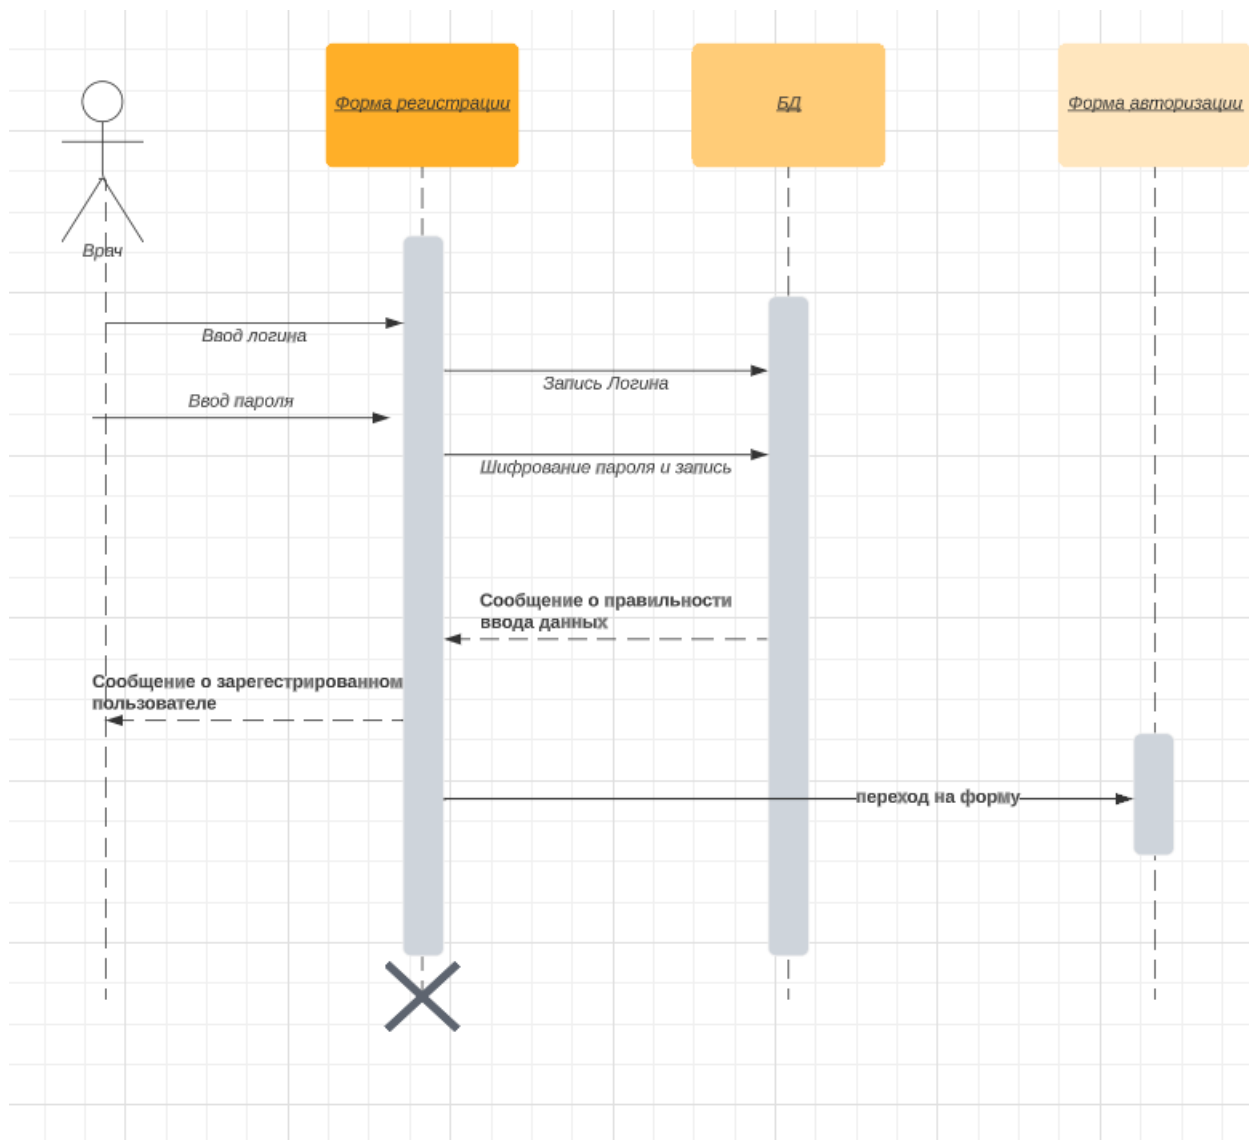 Форма регистрации
БД
Форма авторизации
Врач
Ввод логина
Запись Логина
Ввод пароля
Шифрование пароля и запись
Сообщение о правильности
ввода данных
Сообщение о зарегестрированном
пользователе
переход на форму